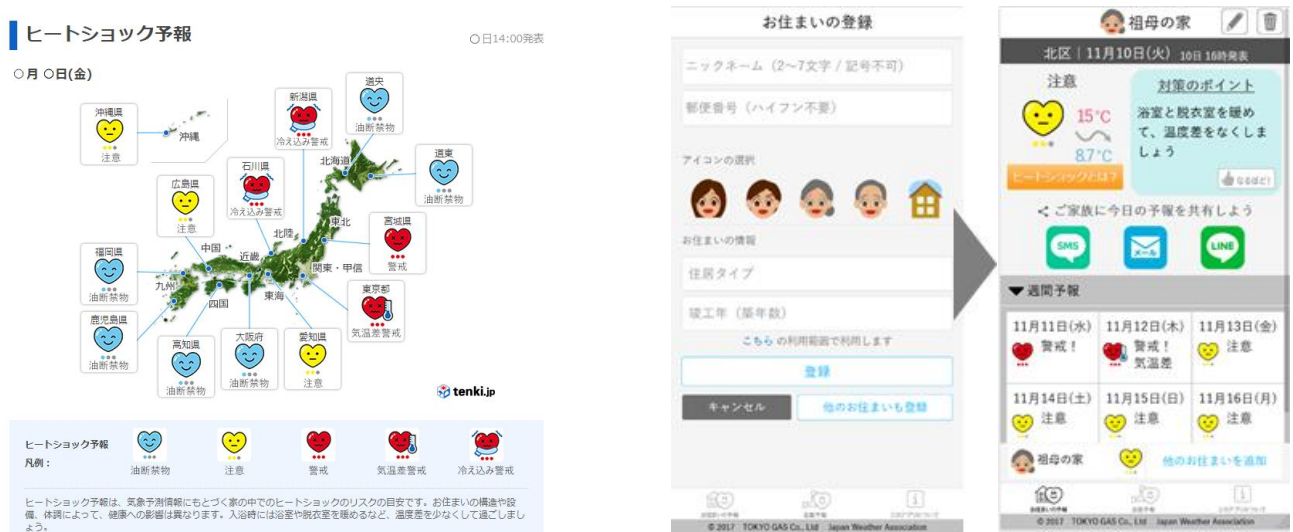 ヒートショック予報
○日14:00発表
○月 ○日(金)
道央
油断禁物
新潟県
冷え込み警戒
沖縄県
注意
沖縄
北海道
道東
油断禁物
石川県
冷え込み警戒
広島県
注意
東北
宮城県
警戒
北陸
中国
近畿
関東・甲信
福岡県
油断禁物
九州
四国
東海
東京都
気温差警戒
鹿児島県
油断禁物
高知県
油断禁物
大阪府
油断禁物
愛知県
注意
tenki.jp
ヒートショック予報
凡例：
油断禁物
注意
警戒
気温差警戒
冷え込み警戒
ヒートショック予報は、気象予測情報にもとづく家の中でのヒートショックのリスクの目安です。お住まいの構造や設
備、体調によって、健康への影響は異なります。入浴時には浴室や脱衣室を暖めるなど、温度差を少なくして過ごしまし
ょう。
お住まいの登録
ニックネーム（2～7文字 / 記号不可）
郵便番号（ハイフン不要）
アイコンの選択
お住まいの情報
住居タイプ
竣工年（築年数）
こちら の利用範囲で利用します
登録
キャンセル
他のお住まいも登録
© 2017 TOKYO GAS Co., Ltd Japan Weather Association
祖母の家
北区 | 11月10日(火) 10日 16時発表
注意
15℃
8.7℃
ヒートショックとは？
対策のポイント
浴室と脱衣室を暖め
て、温度差をなくしま
しょう
なるほど!
ご家族に今日の予報を共有しよう
SMS
メール
LINE
▼週間予報
11月11日(水)
警戒！
11月12日(木)
警戒！
気温差
11月13日(金)
注意
11月14日(土)
注意
11月15日(日)
注意
11月16日(月)
注意
祖母の家
他のお住まいを追加
© 2017 TOKYO GAS Co., Ltd Japan Weather Association